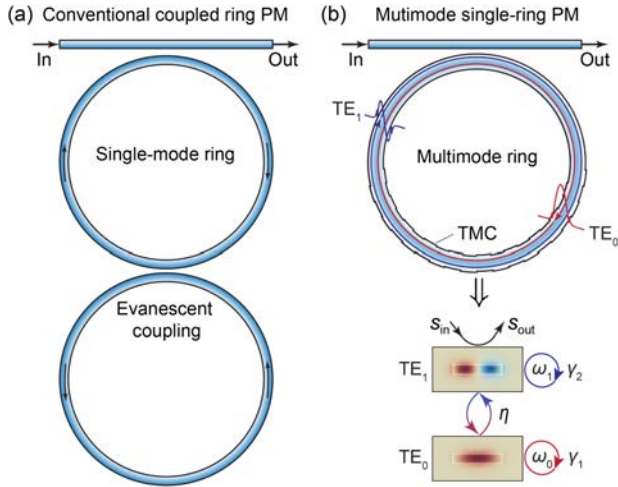 (a) Conventional coupled ring PM
In
Out
Single-mode ring
Evanescent
coupling
(b) Mutimode single-ring PM
In
Out
TE₁
Multimode ring
TMC
TE₀
Sᵢₙ
Sₒᵤₜ
TE₁
ω₁
γ₂
η
TE₀
ω₀
γ₁